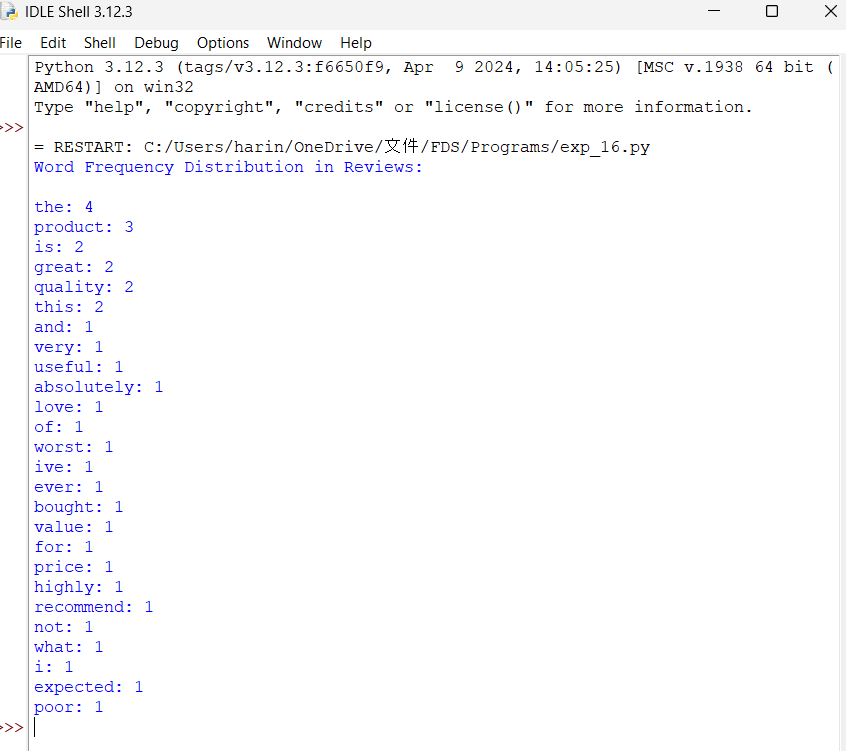 IDLE Shell 3.12.3
File Edit Shell Debug Options Window Help
Python 3.12.3 (tags/v3.12.3:f6650f9, Apr  9 2024, 14:05:25) [MSC v.1938 64 bit (
AMD64)] on win32
Type "help", "copyright", "credits" or "license()" for more information.
>>>
= RESTART: C:/Users/harin/OneDrive/文件/FDS/Programs/exp_16.py
Word Frequency Distribution in Reviews:
the: 4
product: 3
is: 2
great: 2
quality: 2
this: 2
and: 1
very: 1
useful: 1
absolutely: 1
love: 1
of: 1
worst: 1
ive: 1
ever: 1
bought: 1
value: 1
for: 1
price: 1
highly: 1
recommend: 1
not: 1
what: 1
i: 1
expected: 1
poor: 1
>>>